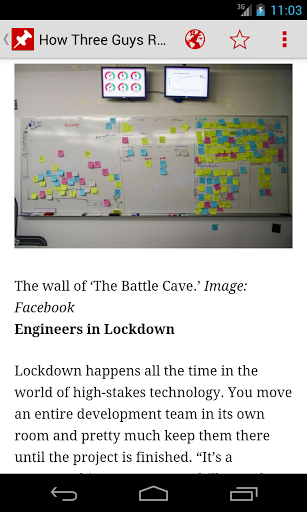 3G 11:03
How Three Guys R…
The wall of ‘The Battle Cave.’ Image:
Facebook
Engineers in Lockdown
Lockdown happens all the time in the
world of high-stakes technology. You move
an entire development team in its own
room and pretty much keep them there
until the project is finished. “It’s a